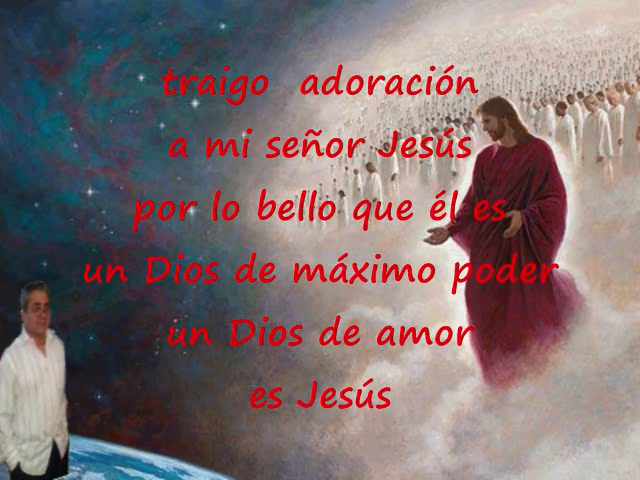 traigo adoración
a mi señor Jesús
por lo bello que él es
un Dios de máximo poder
un Dios de amor
es Jesús